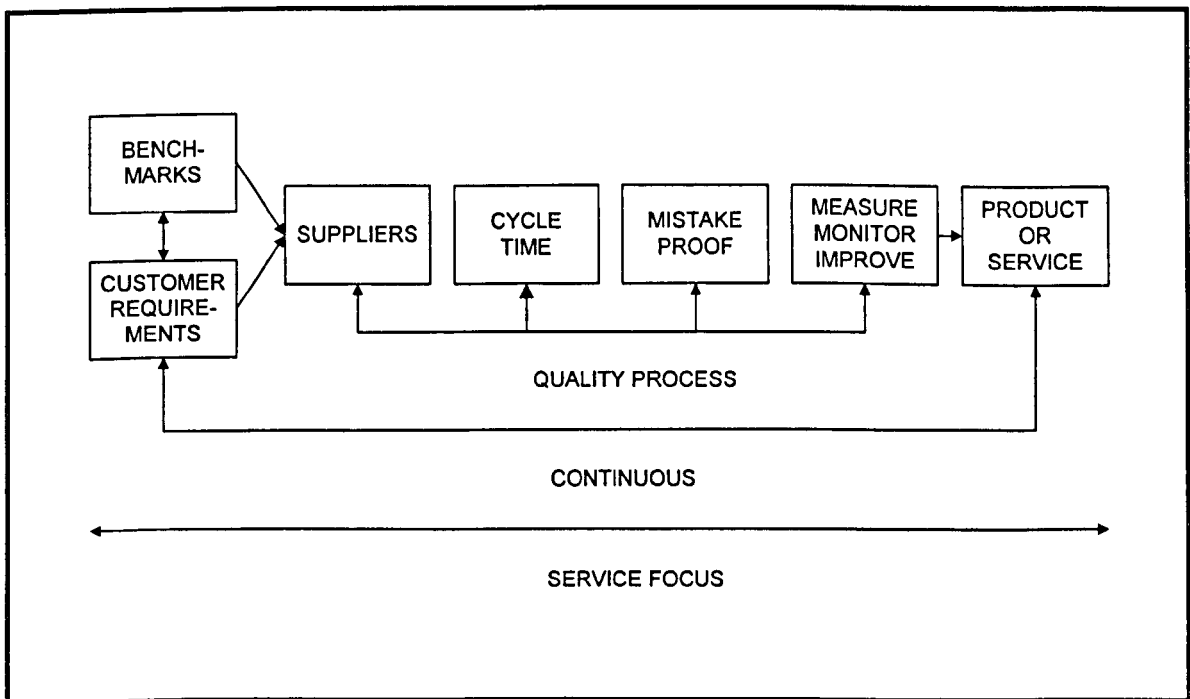 BENCH-
MARKS
CUSTOMER
REQUIRE-
MENTS
SUPPLIERS
CYCLE
TIME
MISTAKE
PROOF
MEASURE
MONITOR
IMPROVE
PRODUCT
OR
SERVICE
QUALITY PROCESS
CONTINUOUS
SERVICE FOCUS